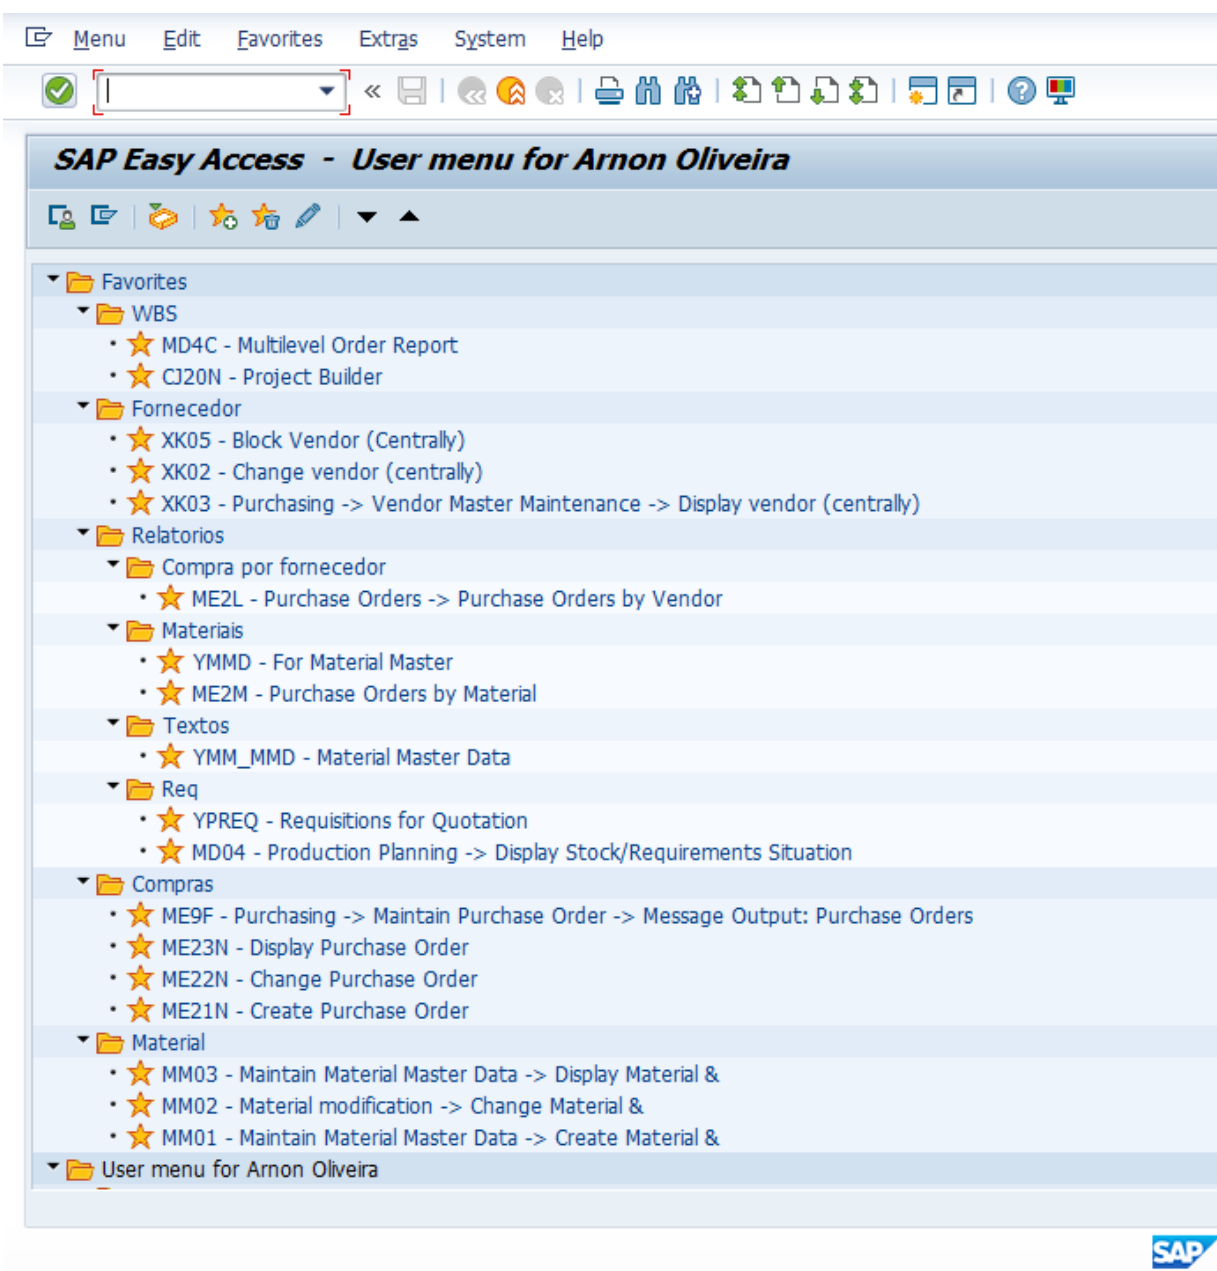 Menu Edit Favorites Extras System Help
SAP Easy Access - User menu for Arnon Oliveira
Favorites
WBS
MD4C - Multilevel Order Report
CJ20N - Project Builder
Fornecedor
XK05 - Block Vendor (Centrally)
XK02 - Change vendor (centrally)
XK03 - Purchasing -> Vendor Master Maintenance -> Display vendor (centrally)
Relatorios
Compra por fornecedor
ME2L - Purchase Orders -> Purchase Orders by Vendor
Materiais
YMMD - For Material Master
ME2M - Purchase Orders by Material
Textos
YMM_MMD - Material Master Data
Req
YPREQ - Requisitions for Quotation
MD04 - Production Planning -> Display Stock/Requirements Situation
Compras
ME9F - Purchasing -> Maintain Purchase Order -> Message Output: Purchase Orders
ME23N - Display Purchase Order
ME22N - Change Purchase Order
ME21N - Create Purchase Order
Material
MM03 - Maintain Material Master Data -> Display Material &
MM02 - Material modification -> Change Material &
MM01 - Maintain Material Master Data -> Create Material &
User menu for Arnon Oliveira
SAP